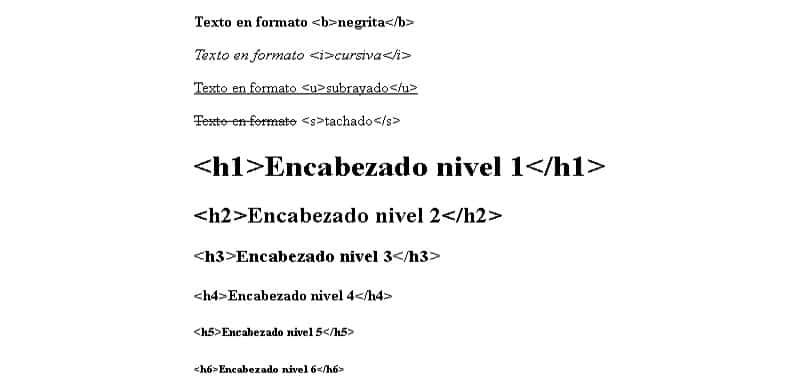 Texto en formato <b>negrita</b>
Texto en formato <i>cursiva</i>
Texto en formato <u>subrayado</u>
Texto en formato <s>tachado</s>
<h1>Encabezado nivel 1</h1>
<h2>Encabezado nivel 2</h2>
<h3>Encabezado nivel 3</h3>
<h4>Encabezado nivel 4</h4>
<h5>Encabezado nivel 5</h5>
<h6>Encabezado nivel 6</h6>